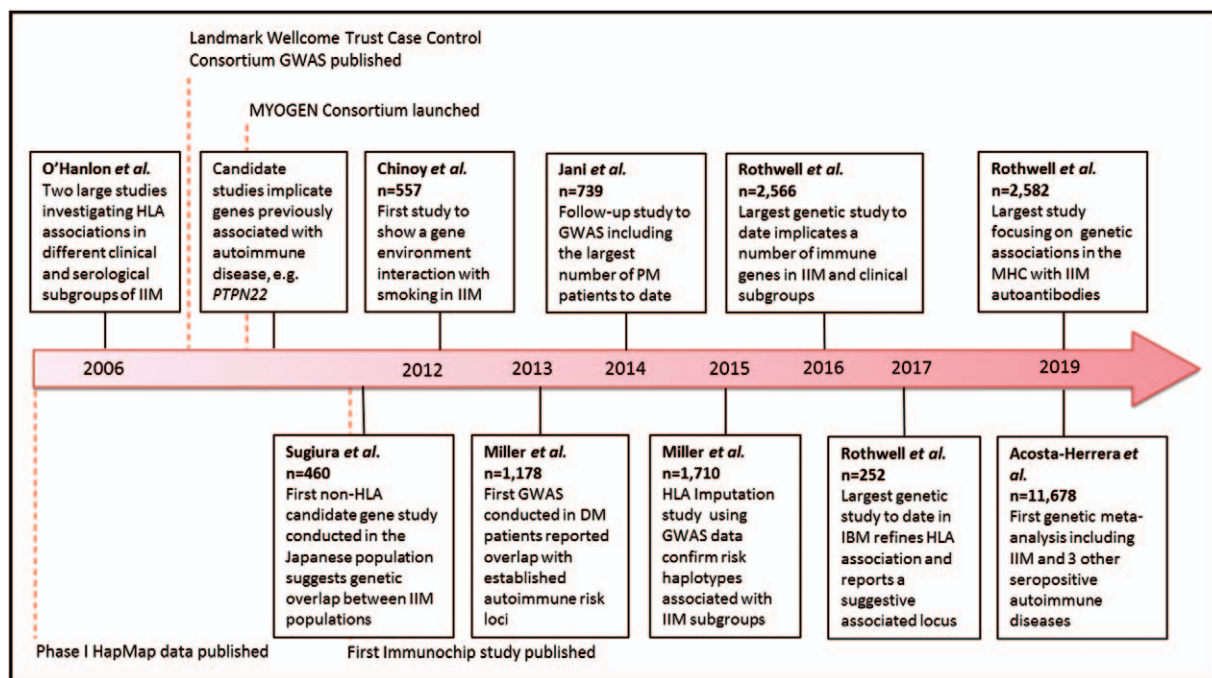 Landmark Wellcome Trust Case Control
Consortium GWAS published
MYOGEN Consortium launched
O'Hanlon et al.
Two large studies
investigating HLA
associations in
different clinical
and serological
subgroups of IIM
Candidate
studies implicate
genes previously
associated with
autoimmune
disease, e.g.
PTPN22
Chinoy et al.
n=557
First study to
show a gene
environment
interaction with
smoking in IIM
Jani et al.
n=739
Follow-up study to
GWAS including
the largest
number of PM
patients to date
Rothwell et al.
n=2,566
Largest genetic study to
date implicates a
number of immune
genes in IIM and clinical
subgroups
Rothwell et al.
n=2,582
Largest study
focusing on genetic
associations in the
MHC with IIM
autoantibodies
2006
2012
2013
2014
2015
2016
2017
2019
Sugiura et al.
n=460
First non-HLA
candidate gene study
conducted in the
Japanese population
suggests genetic
overlap between IIM
populations
Miller et al.
n=1,178
First GWAS
conducted in DM
patients reported
overlap with
established
autoimmune risk
loci
Miller et al.
n=1,710
HLA Imputation
study using
GWAS data
confirm risk
haplotypes
associated with
IIM subgroups
Rothwell et al.
n=252
Largest genetic
study to date in
IBM refines HLA
association and
reports a
suggestive
associated locus
Acosta-Herrera et
al.
n=11,678
First genetic meta-
analysis including
IIM and 3 other
seropositive
autoimmune
diseases
Phase I HapMap data published
First Immunochip study published